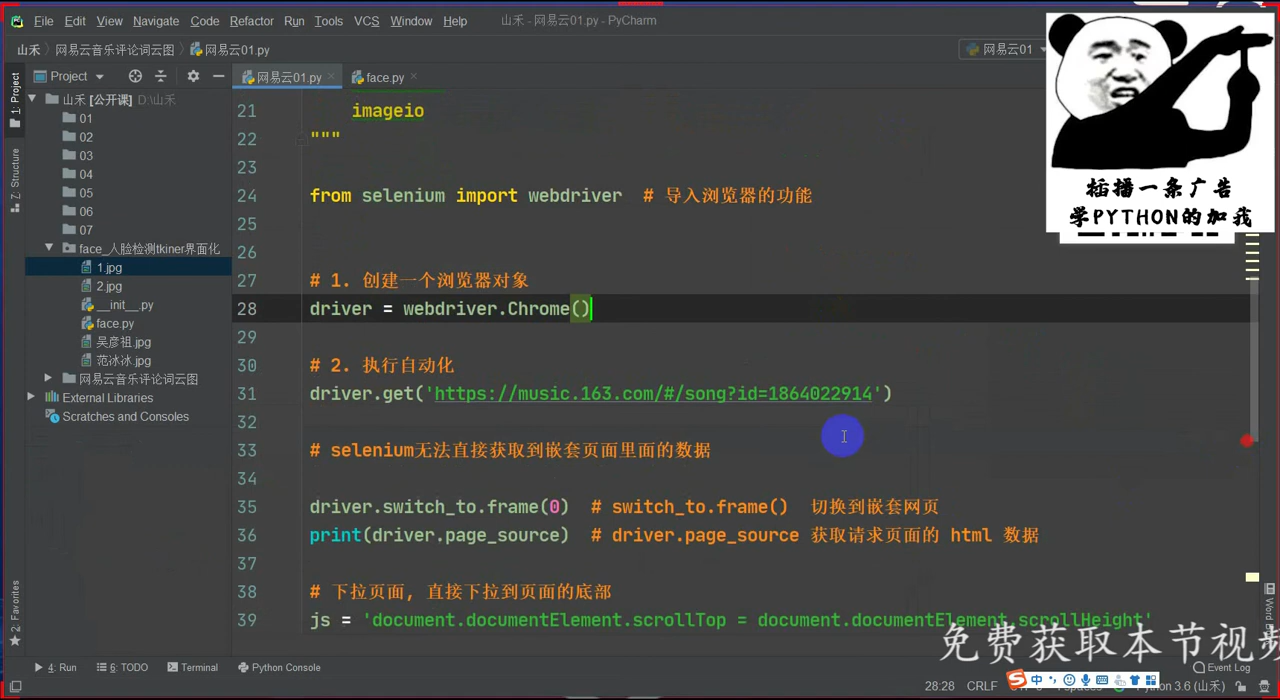 File Edit View Navigate Code Refactor Run Tools VCS Window Help 山禾 - 网易云01.py - PyCharm
山禾 网易云音乐评论词云图 网易云01.py 网易云01
Project 网易云01.py face.py
1: Project
山禾 [公开课] D:\山禾
01
02
03
04
05
06
07
face_人脸检测tkiner界面化
1.jpg
2.jpg
__init__.py
face.py
吴彦祖.jpg
范冰冰.jpg
网易云音乐评论词云图
External Libraries
Scratches and Consoles
Z: Structure
2: Favorites
21 imageio
22 """
23
24 from selenium import webdriver # 导入浏览器的功能
25
26
27 # 1. 创建一个浏览器对象
28 driver = webdriver.Chrome()
29
30 # 2. 执行自动化
31 driver.get('https://music.163.com/#/song?id=1864022914')
32
33 # selenium无法直接获取到嵌套页面里面的数据
34
35 driver.switch_to.frame(0) # switch_to.frame() 切换到嵌套网页
36 print(driver.page_source) # driver.page_source 获取请求页面的 html 数据
37
38 # 下拉页面, 直接下拉到页面的底部
39 js = 'document.documentElement.scrollTop = document.documentElement.scrollHeight'
插播一条广告
学PYTHON的加我
免费获取本节视频
4: Run 6: TODO Terminal Python Console Event Log
28:28 CRLF Python 3.6 (山禾)
中